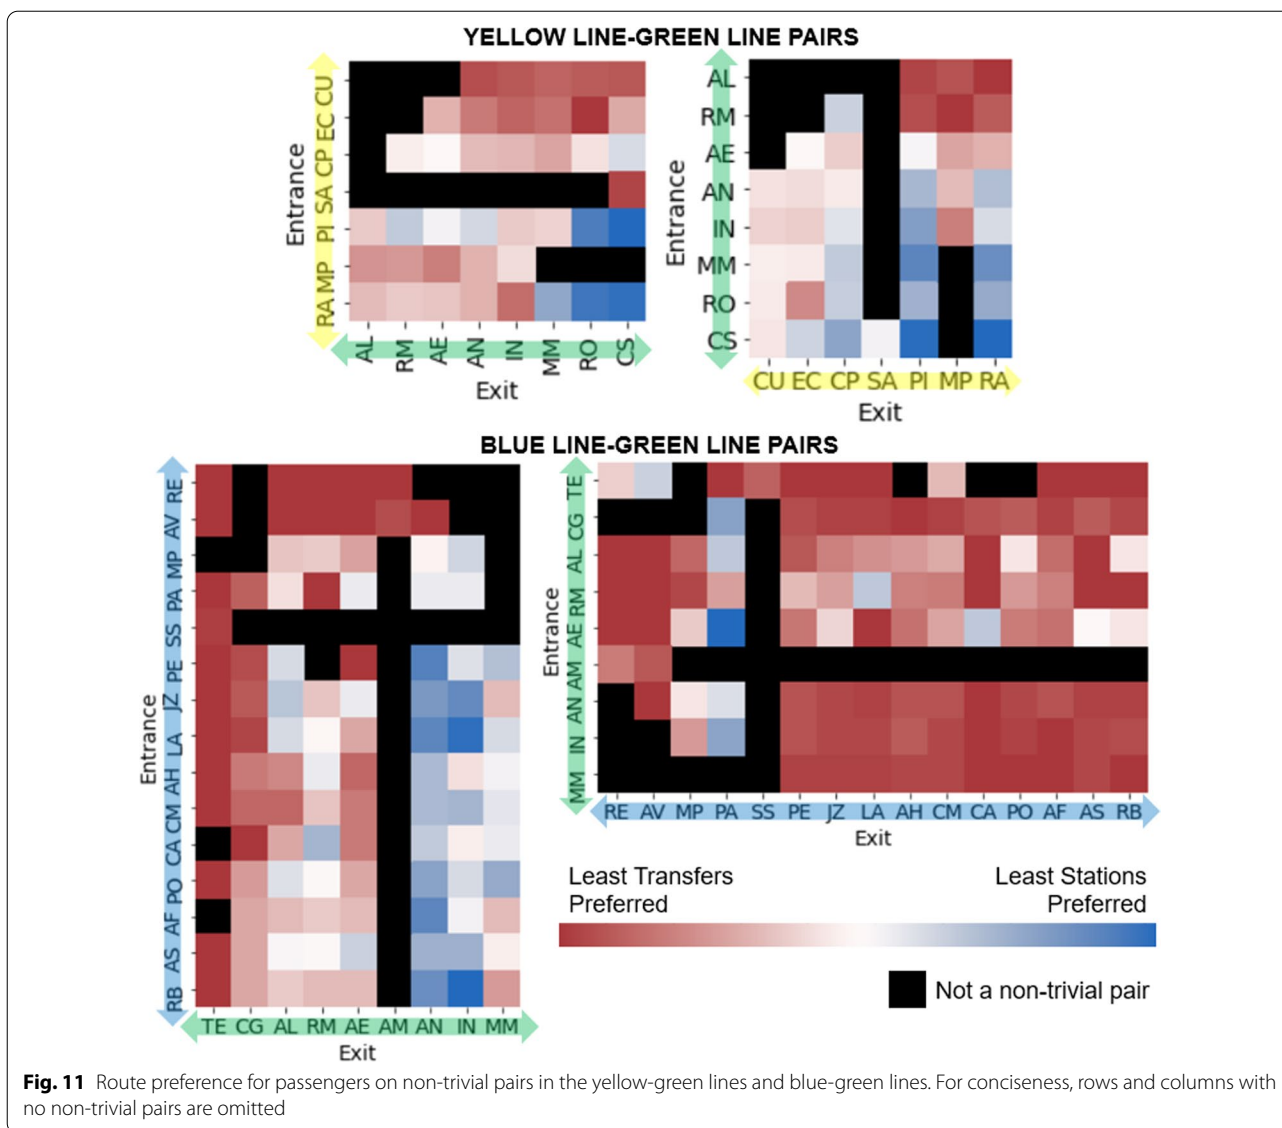 YELLOW LINE-GREEN LINE PAIRS
Entrance
CU
EC
CP
SA
PI
MP
RA
AL RM AE AN IN MM RO CS
Exit
Entrance
AL
RM
AE
AN
IN
MM
RO
CS
CU EC CP SA PI MP RA
Exit
BLUE LINE-GREEN LINE PAIRS
Entrance
RE
AV
MP
PA
SS
PE
JZ
LA
AH
CM
CA
PO
AF
AS
RB
TE CG AL RM AE AM AN IN MM
Exit
Entrance
TE
CG
AL
RM
AE
AM
AN
IN
MM
RE AV MP PA SS PE JZ LA AH CM CA PO AF AS RB
Exit
Least Transfers
Preferred
Least Stations
Preferred
Not a non-trivial pair
Fig. 11 Route preference for passengers on non-trivial pairs in the yellow-green lines and blue-green lines. For conciseness, rows and columns with
no non-trivial pairs are omitted